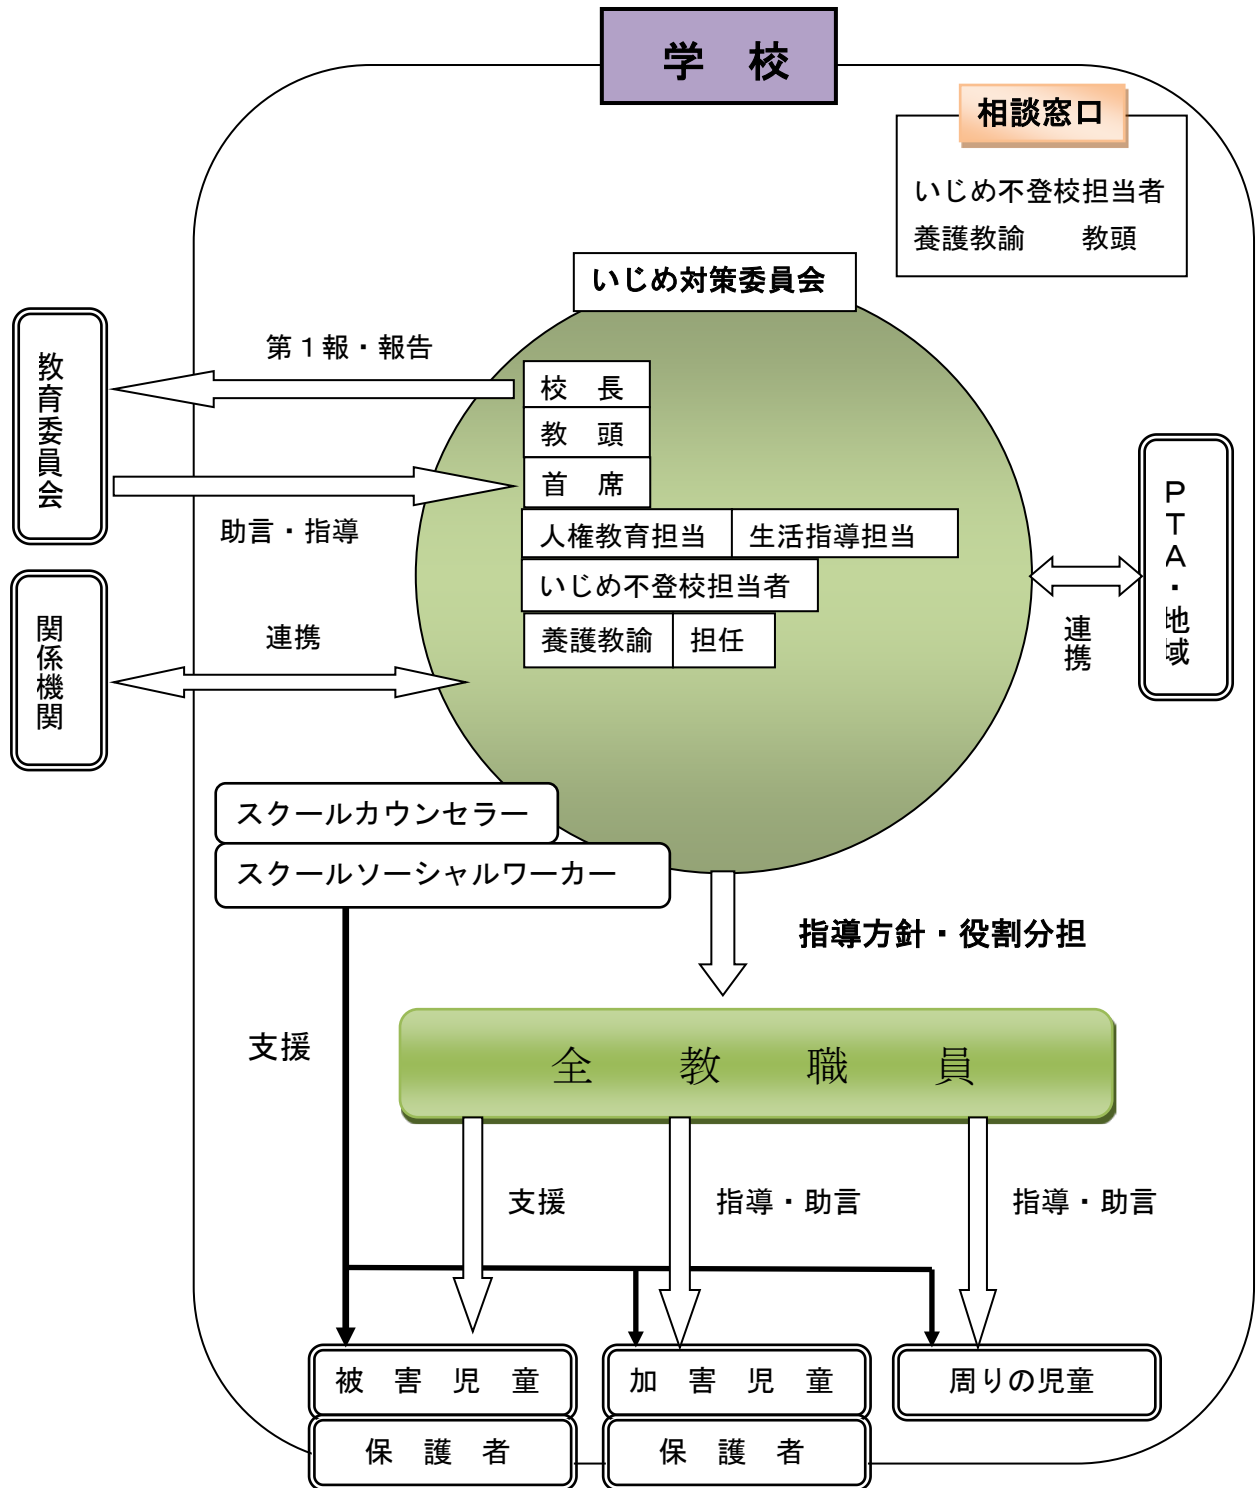 学　校
相談窓口
いじめ不登校担当者
養護教諭　　教頭
いじめ対策委員会
教育委員会
第１報・報告
校　長
教　頭
首　席
助言・指導
人権教育担当
生活指導担当
いじめ不登校担当者
養護教諭
担任
関係機関
連携
ＰＴＡ・地域
連携
スクールカウンセラー
スクールソーシャルワーカー
指導方針・役割分担
支援
全　教　職　員
支援
指導・助言
指導・助言
被　害　児　童
加　害　児　童
周りの児童
保　護　者
保　護　者